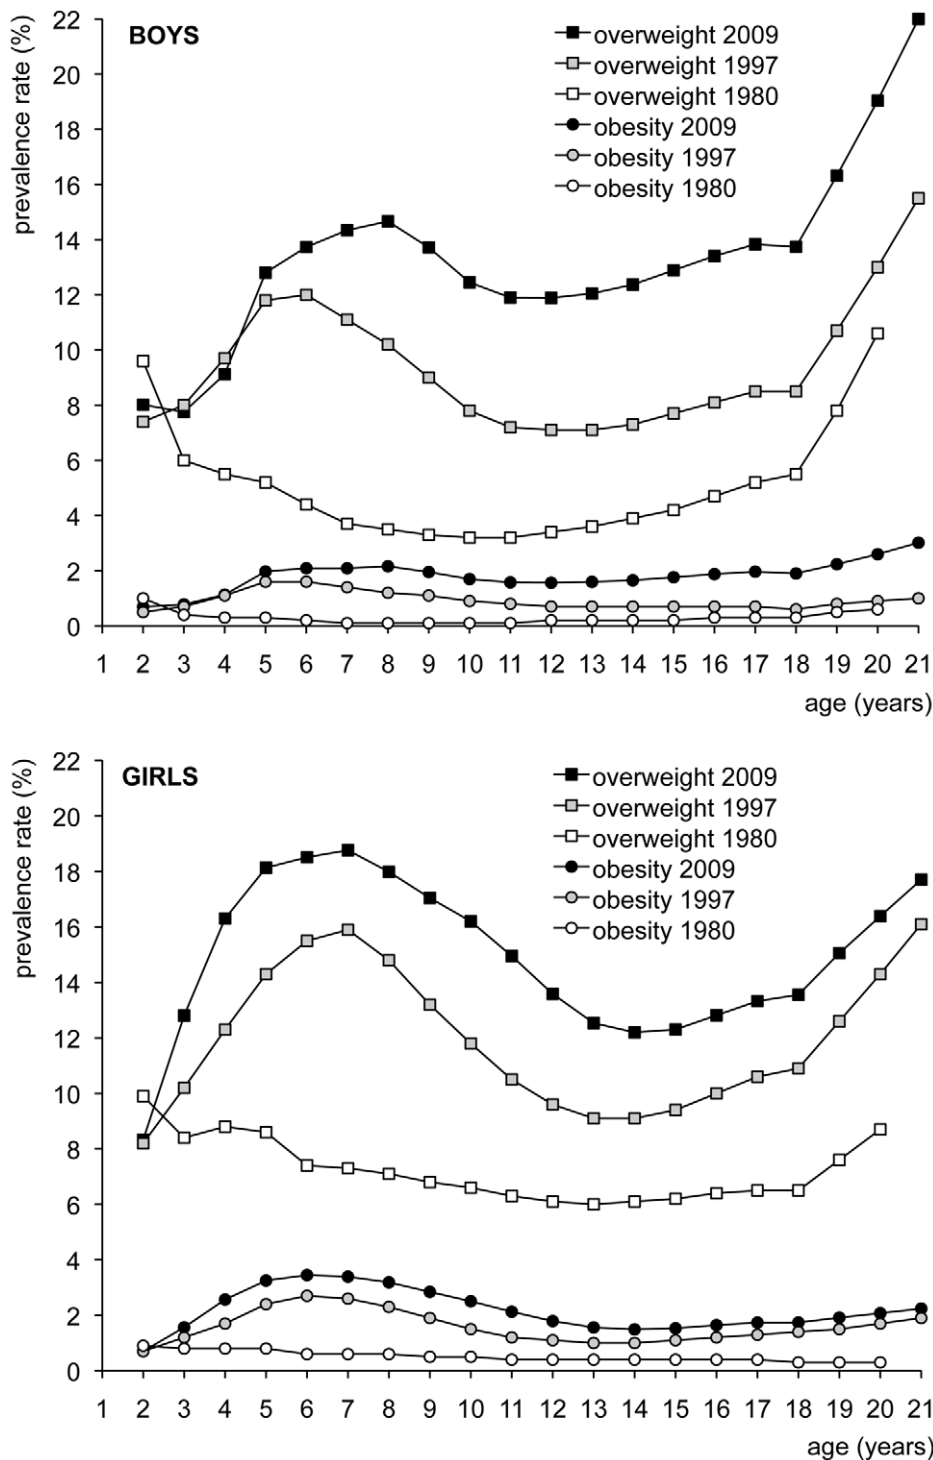 prevalence rate (%)
BOYS
overweight 2009
overweight 1997
overweight 1980
obesity 2009
obesity 1997
obesity 1980
22
20
18
16
14
12
10
8
6
4
2
0
1 2 3 4 5 6 7 8 9 10 11 12 13 14 15 16 17 18 19 20 21
age (years)
prevalence rate (%)
GIRLS
overweight 2009
overweight 1997
overweight 1980
obesity 2009
obesity 1997
obesity 1980
22
20
18
16
14
12
10
8
6
4
2
0
1 2 3 4 5 6 7 8 9 10 11 12 13 14 15 16 17 18 19 20 21
age (years)